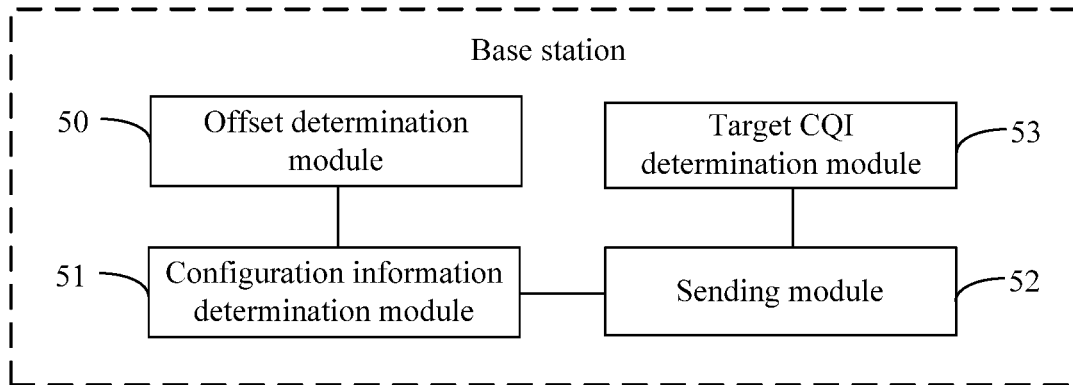 Base station
50
Offset determination
module
Target CQI
determination module
53
51
Configuration information
determination module
Sending module
52